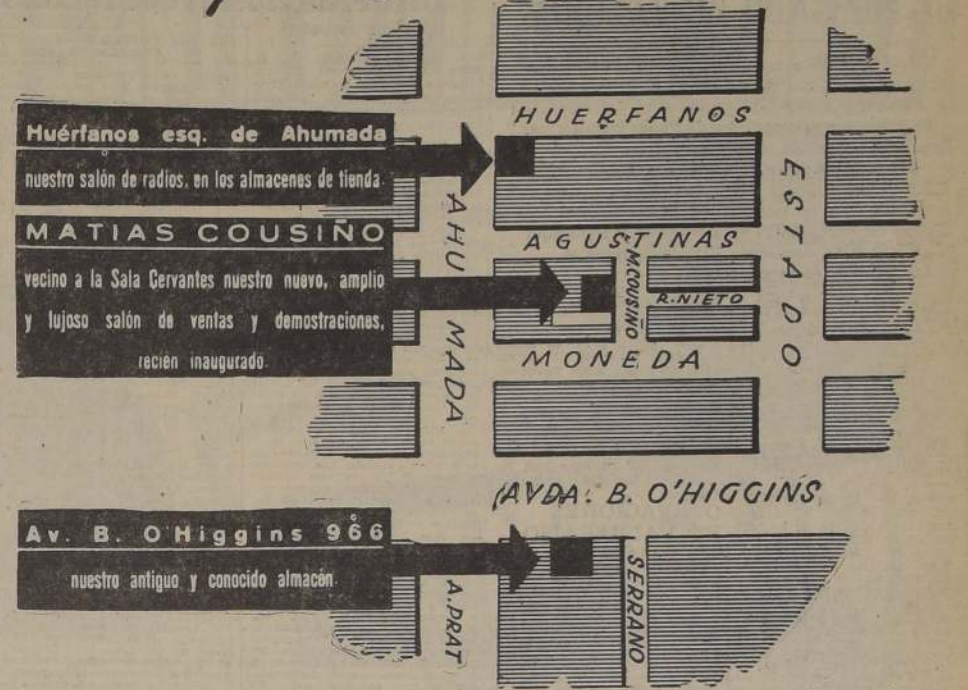 Huérfanos esq. de Ahumada
nuestro salón de radios, en los almacenes de tienda.
MATIAS COUSIÑO
vecino a la Sala Cervantes nuestro nuevo, amplio
y lujoso salón de ventas y demostraciones,
recién inaugurado.
Av. B. O'Higgins 966
nuestro antiguo y conocido almacén.
HUERFANOS
AHUMADA
ESTADO
AGUSTINAS
M. COUSIÑO
R. NIETO
MONEDA
AVDA. B. O'HIGGINS
A. PRAT
SERRANO